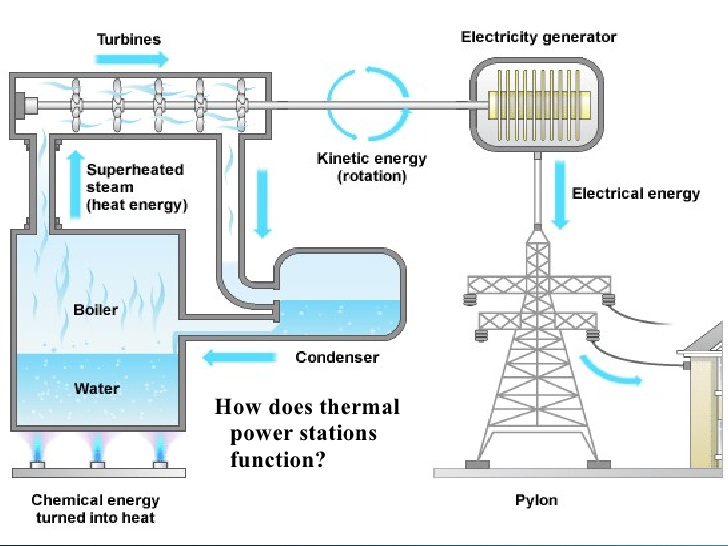 Turbines
Electricity generator
Superheated
steam
(heat energy)
Kinetic energy
(rotation)
Electrical energy
Boiler
Water
Condenser
How does thermal
power stations
function?
Chemical energy
turned into heat
Pylon